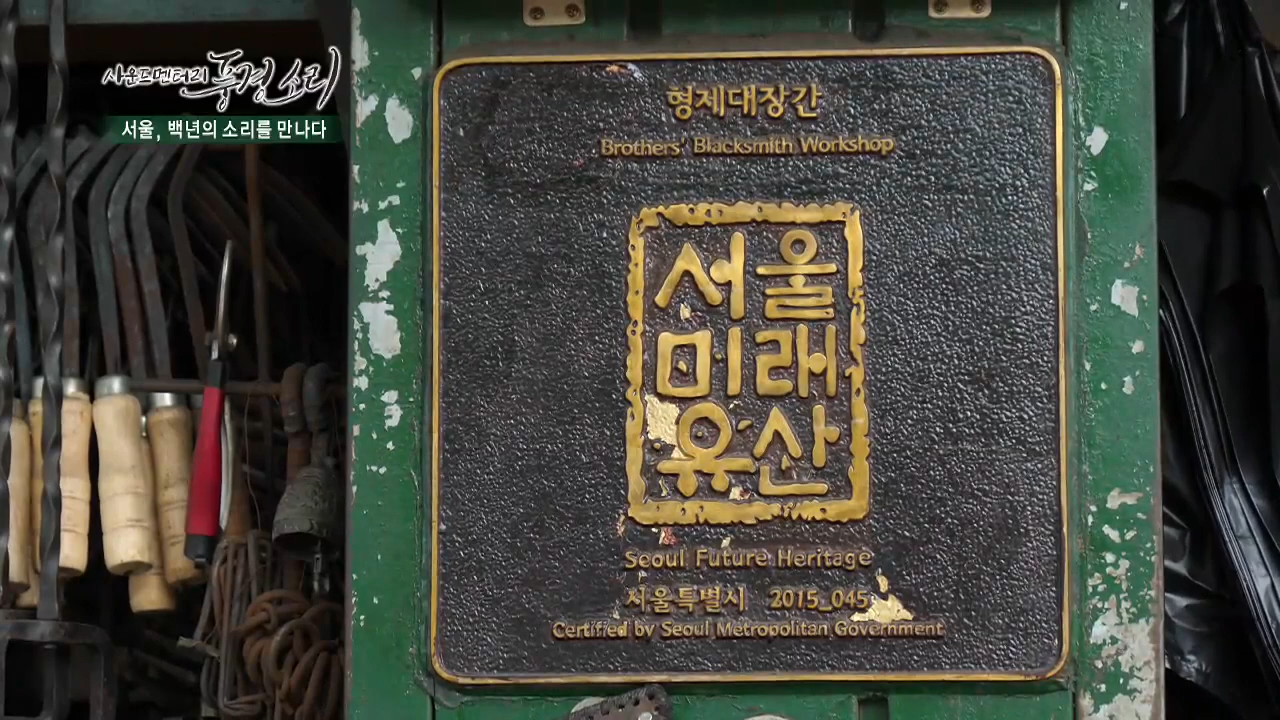 사운드멘터리 풍경 소리
서울, 백년의 소리를 만나다
형제대장간
Brothers' Blacksmith Workshop
서울
미래
유산
Seoul Future Heritage
서울특별시 2015_045
Certified by Seoul Metropolitan Government